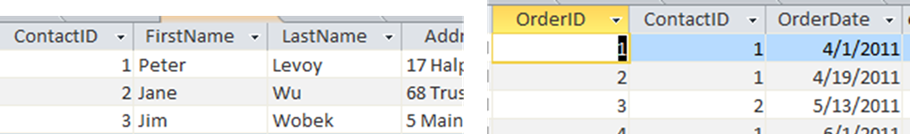 ContactID FirstName LastName Addr
1 Peter Levoy 17 Halp
2 Jane Wu 68 Trus
3 Jim Wobek 5 Main
OrderID ContactID OrderDate
1 1 4/1/2011
2 1 4/19/2011
3 2 5/13/2011
4 1 6/1/2011